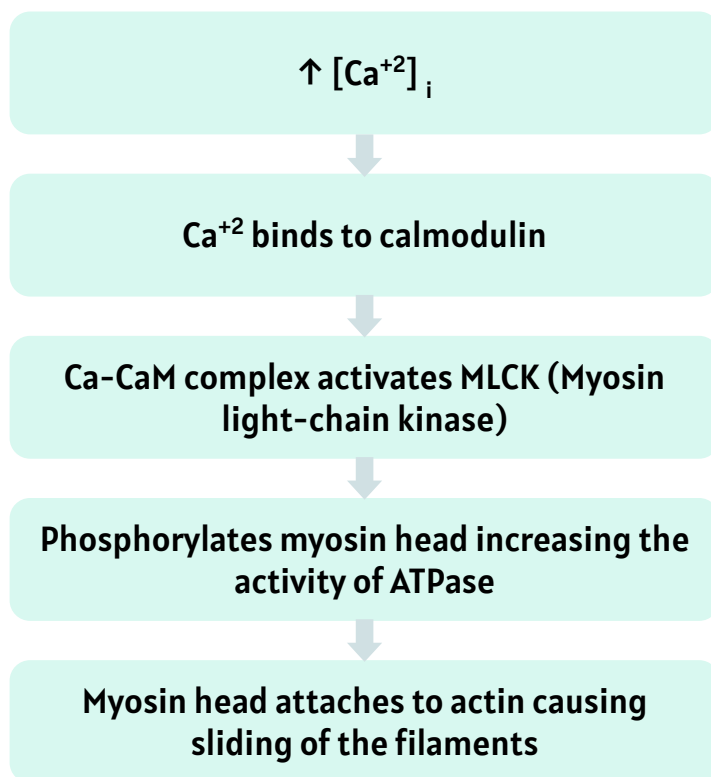 ↑ [Ca⁺²] ᵢ
Ca⁺² binds to calmodulin
Ca-CaM complex activates MLCK (Myosin
light-chain kinase)
Phosphorylates myosin head increasing the
activity of ATPase
Myosin head attaches to actin causing
sliding of the filaments